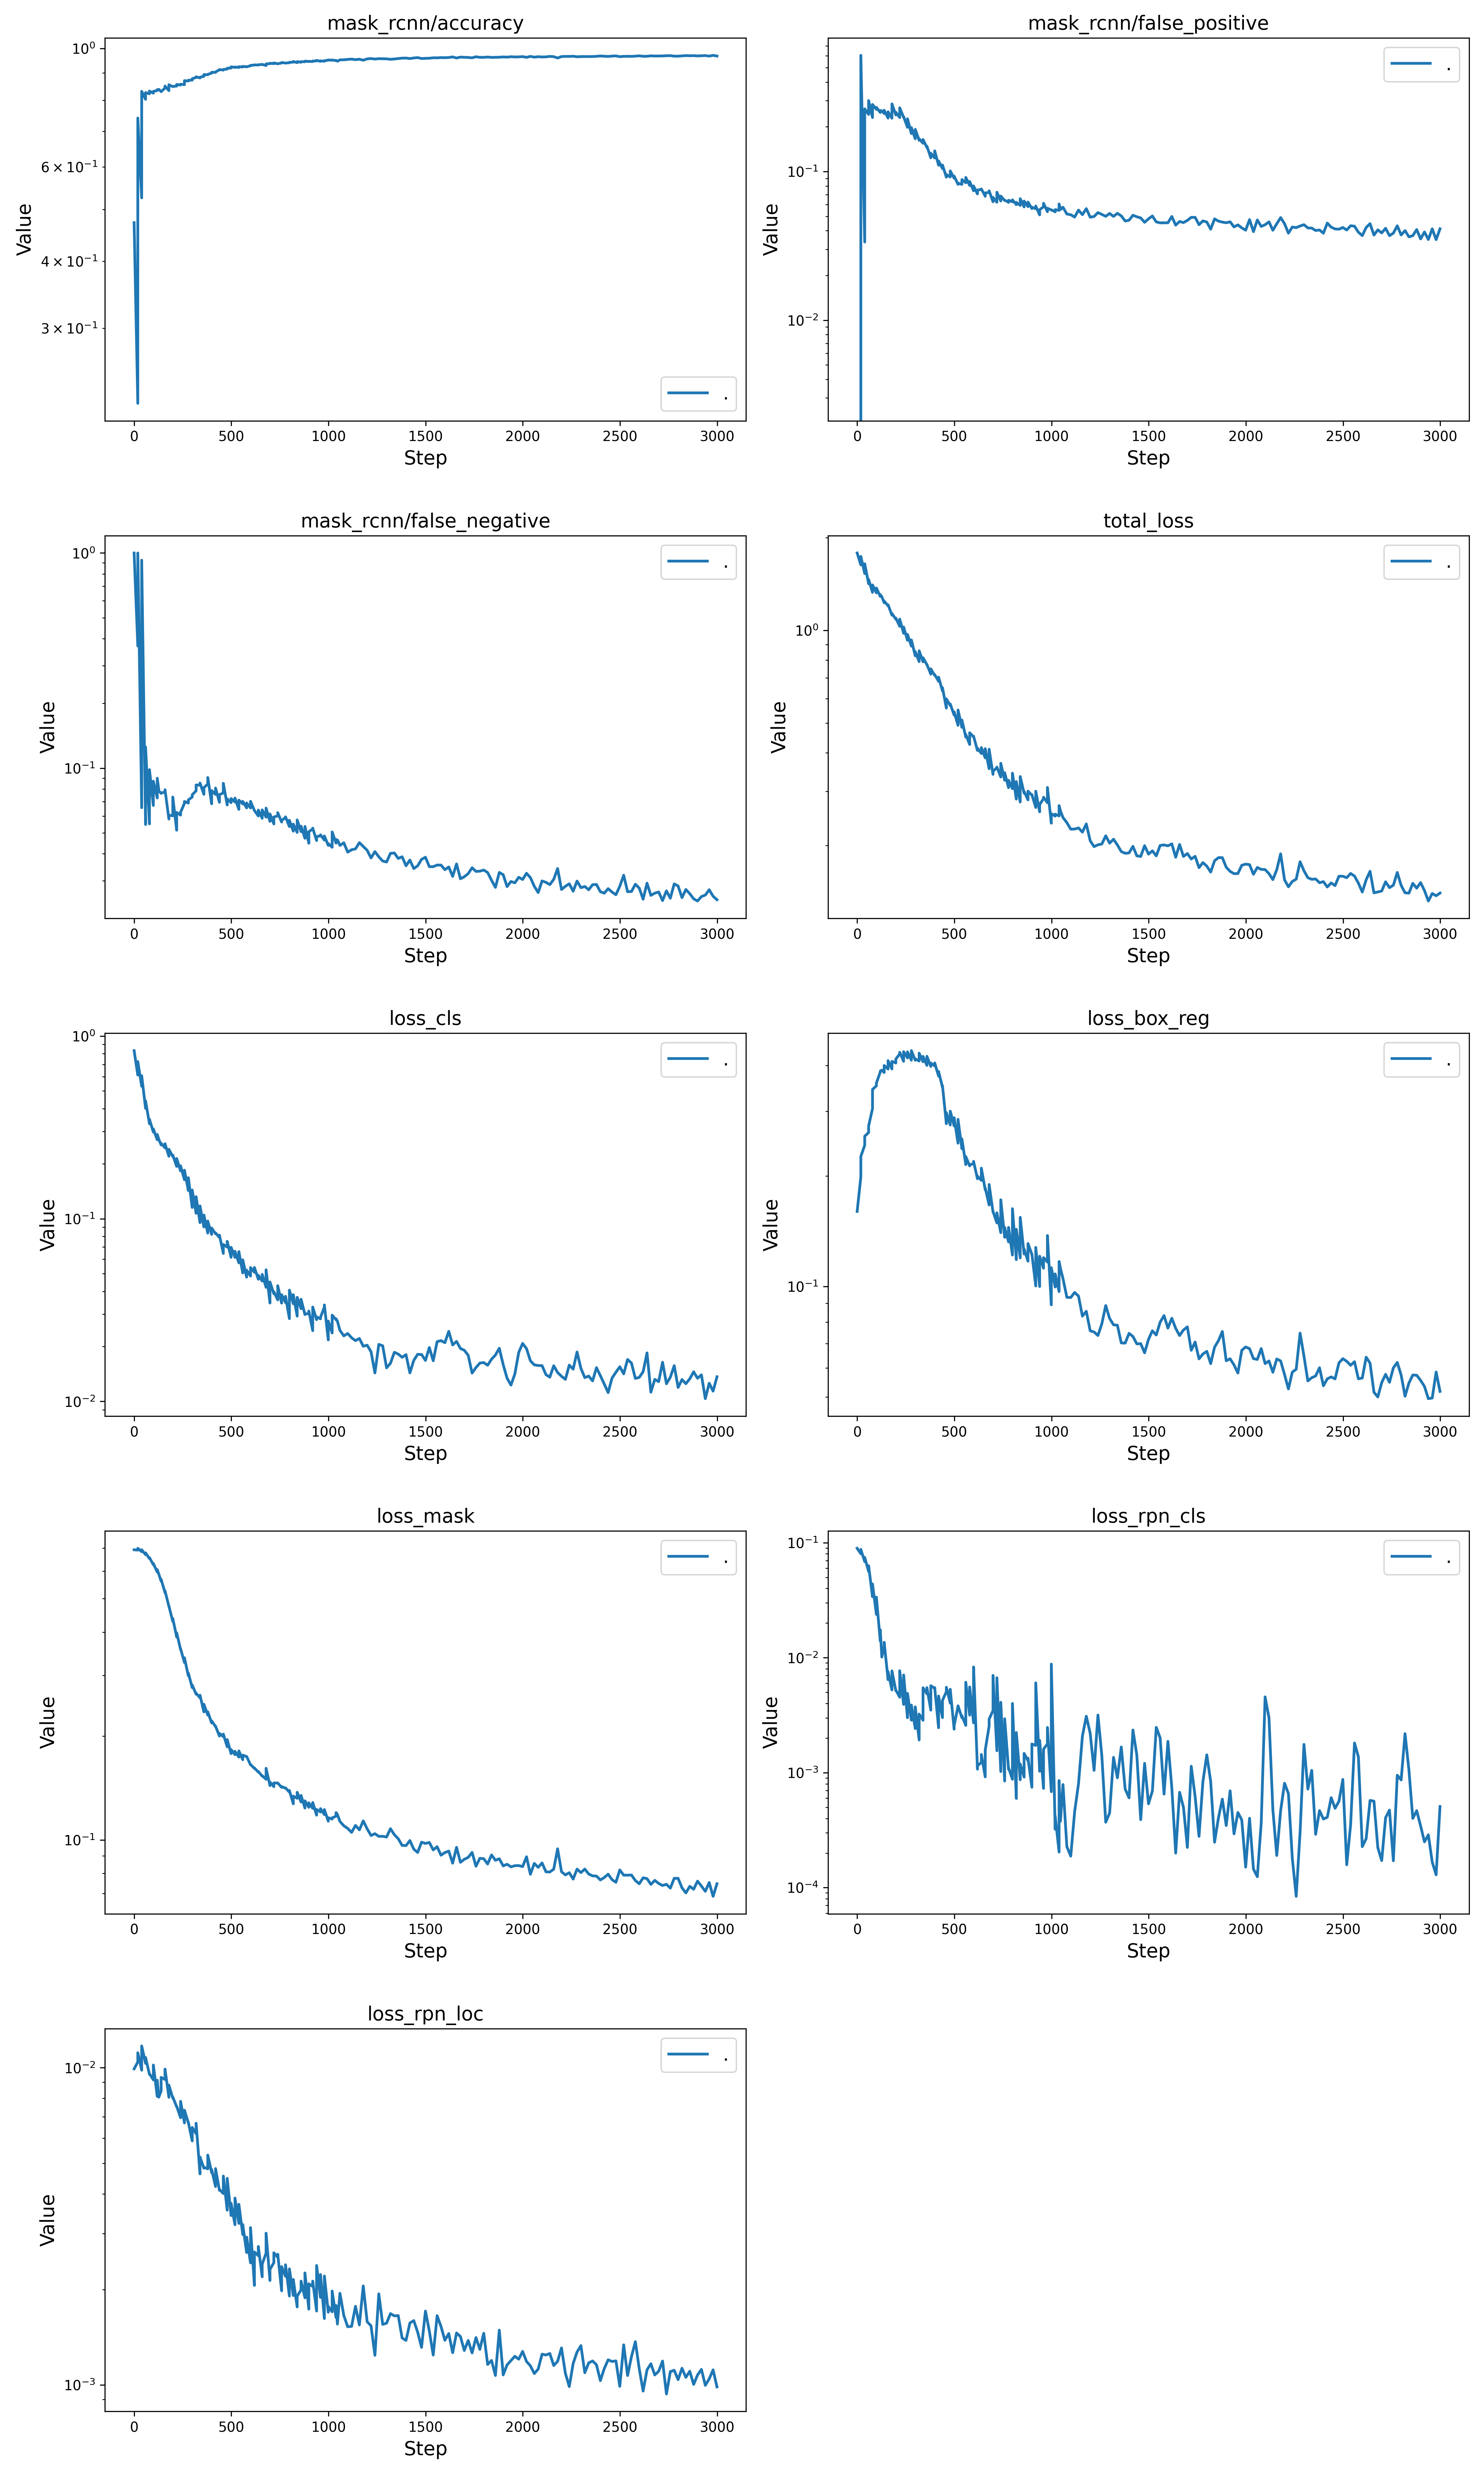 mask_rcnn/accuracy
10⁰
6 × 10⁻¹
4 × 10⁻¹
3 × 10⁻¹
Value
.
0 500 1000 1500 2000 2500 3000
Step
mask_rcnn/false_positive
10⁻¹
10⁻²
Value
.
0 500 1000 1500 2000 2500 3000
Step
mask_rcnn/false_negative
10⁰
10⁻¹
Value
.
0 500 1000 1500 2000 2500 3000
Step
total_loss
10⁰
Value
.
0 500 1000 1500 2000 2500 3000
Step
loss_cls
10⁰
10⁻¹
10⁻²
Value
.
0 500 1000 1500 2000 2500 3000
Step
loss_box_reg
10⁻¹
Value
.
0 500 1000 1500 2000 2500 3000
Step
loss_mask
10⁻¹
Value
.
0 500 1000 1500 2000 2500 3000
Step
loss_rpn_cls
10⁻¹
10⁻²
10⁻³
10⁻⁴
Value
.
0 500 1000 1500 2000 2500 3000
Step
loss_rpn_loc
10⁻²
10⁻³
Value
.
0 500 1000 1500 2000 2500 3000
Step